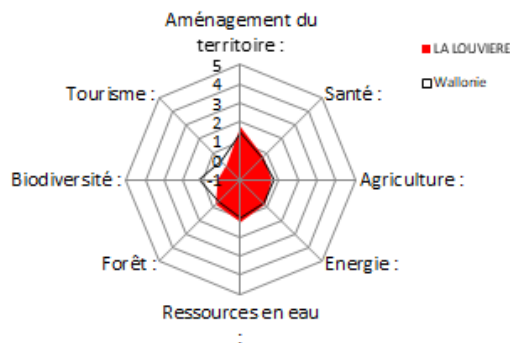 Aménagement du
territoire :
LA LOUVIERE
Wallonie
5
4
3
2
1
0
-1
Tourisme :
Santé :
Biodiversité :
Agriculture :
Forêt :
Energie :
Ressources en eau
: